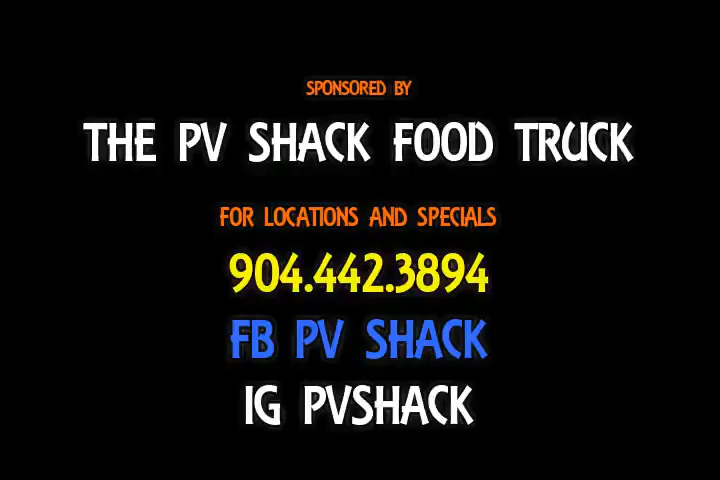 SPONSORED BY
THE PV SHACK FOOD TRUCK
FOR LOCATIONS AND SPECIALS
904.442.3894
FB PV SHACK
IG PVSHACK